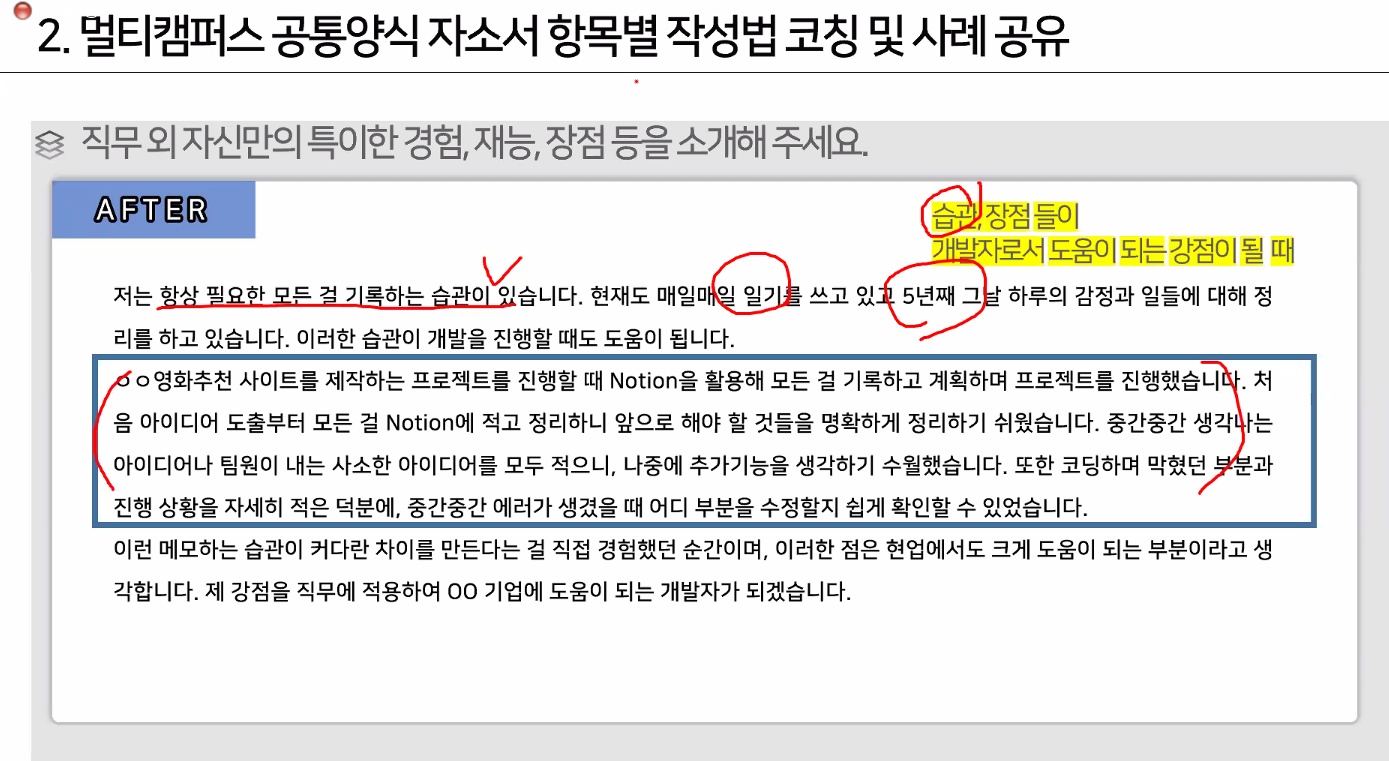 2. 멀티캠퍼스 공통양식 자소서 항목별 작성법 코칭 및 사례 공유
직무 외 자신만의 특이한 경험, 재능, 장점 등을 소개해 주세요.
AFTER
습관, 장점 들이
개발자로서 도움이 되는 강점이 될 때
저는 항상 필요한 모든 걸 기록하는 습관이 있습니다. 현재도 매일매일 일기를 쓰고 있고 5년째 그날 하루의 감정과 일들에 대해 정
리를 하고 있습니다. 이러한 습관이 개발을 진행할 때도 도움이 됩니다.
ㅇㅇ영화추천 사이트를 제작하는 프로젝트를 진행할 때 Notion을 활용해 모든 걸 기록하고 계획하며 프로젝트를 진행했습니다. 처
음 아이디어 도출부터 모든 걸 Notion에 적고 정리하니 앞으로 해야 할 것들을 명확하게 정리하기 쉬웠습니다. 중간중간 생각나는
아이디어나 팀원이 내는 사소한 아이디어를 모두 적으니, 나중에 추가기능을 생각하기 수월했습니다. 또한 코딩하며 막혔던 부분과
진행 상황을 자세히 적은 덕분에, 중간중간 에러가 생겼을 때 어디 부분을 수정할지 쉽게 확인할 수 있었습니다.
이런 메모하는 습관이 커다란 차이를 만든다는 걸 직접 경험했던 순간이며, 이러한 점은 현업에서도 크게 도움이 되는 부분이라고 생
각합니다. 제 강점을 직무에 적용하여 OO 기업에 도움이 되는 개발자가 되겠습니다.